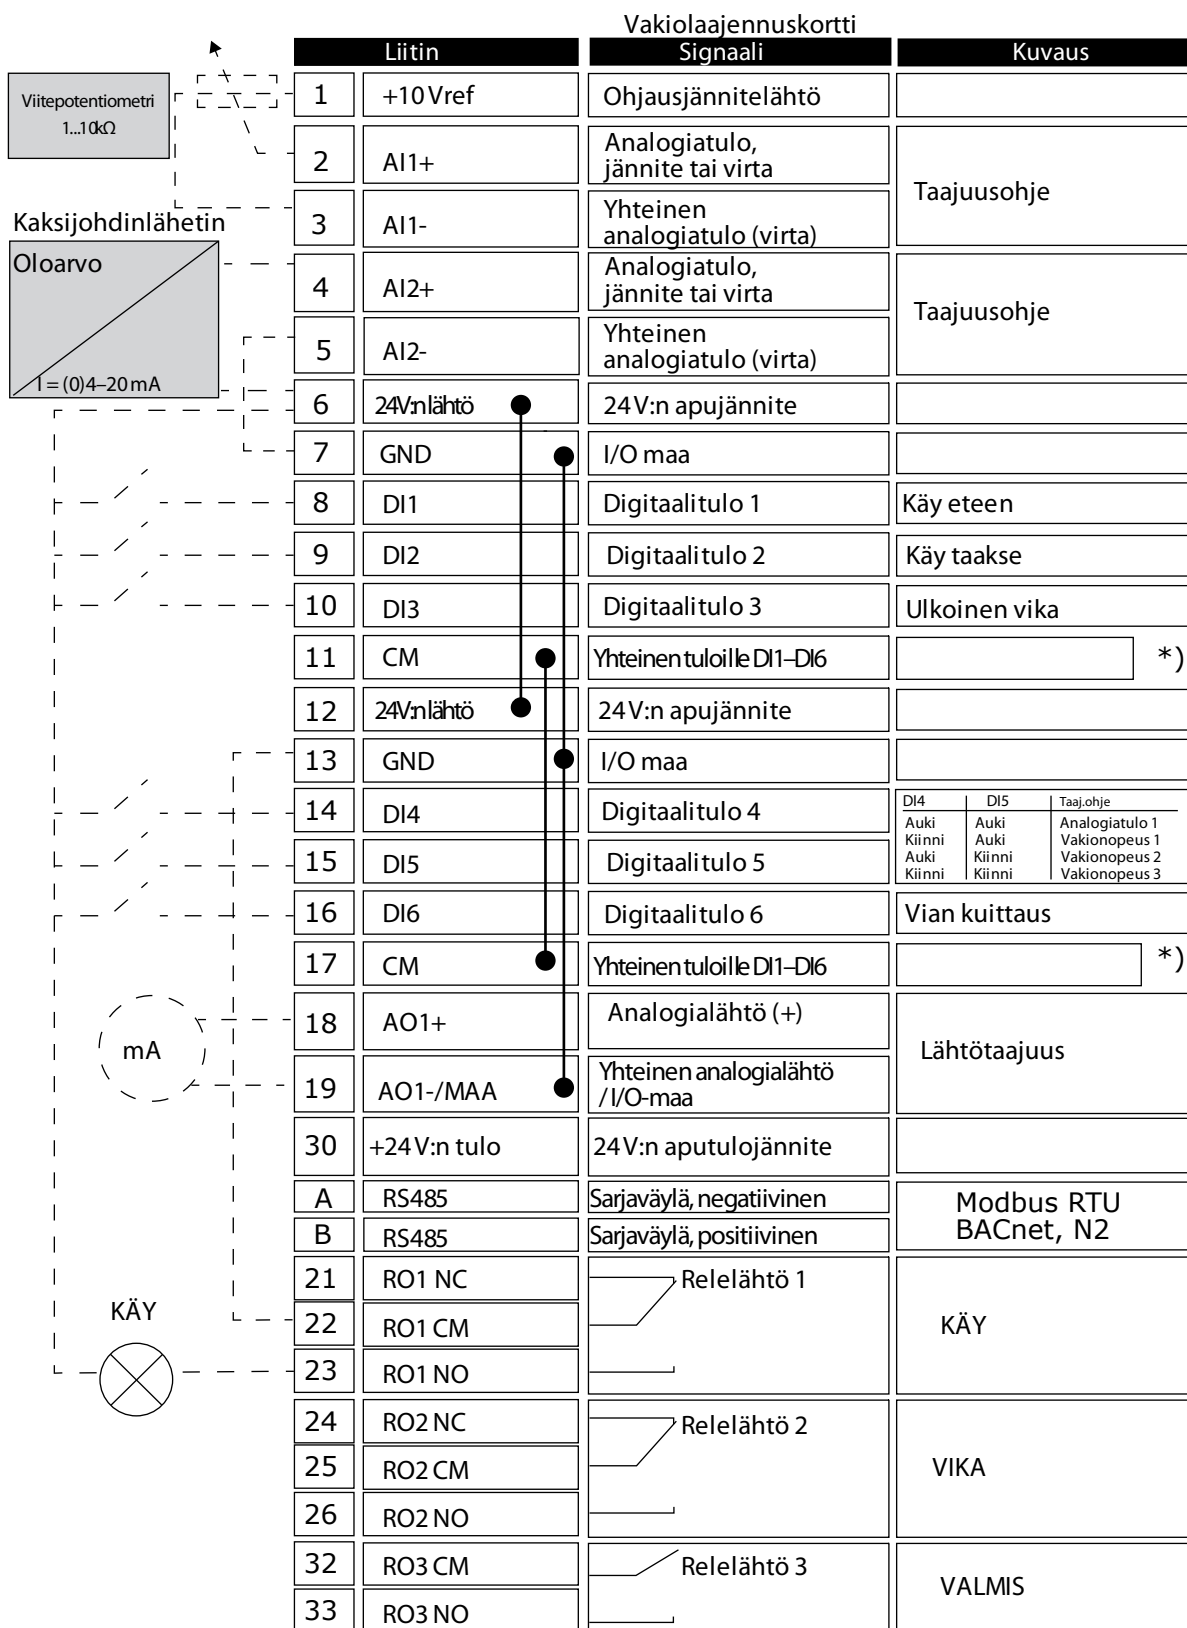 Vakiolaajennuskortti
Liitin Signaali Kuvaus
Viitepotentiometri
1...10kΩ
1 +10 Vref Ohjausjännitelähtö
2 AI1+ Analogiatulo,
jännite tai virta
Taajuusohje
3 AI1- Yhteinen
analogiatulo (virta)
Kaksijohdinlähetin
Oloarvo
I = (0)4–20 mA
4 AI2+ Analogiatulo,
jännite tai virta
Taajuusohje
5 AI2- Yhteinen
analogiatulo (virta)
6 24V:n lähtö 24 V:n apujännite
7 GND I/O maa
8 DI1 Digitaalitulo 1 Käy eteen
9 DI2 Digitaalitulo 2 Käy taakse
10 DI3 Digitaalitulo 3 Ulkoinen vika
11 CM Yhteinen tuloille DI1–DI6 *)
12 24V:n lähtö 24 V:n apujännite
13 GND I/O maa
14 DI4 Digitaalitulo 4
DI4 DI5 Taaj.ohje
Auki Auki Analogiatulo 1
Kiinni Auki Vakionopeus 1
Auki Kiinni Vakionopeus 2
Kiinni Kiinni Vakionopeus 3
15 DI5 Digitaalitulo 5
16 DI6 Digitaalitulo 6 Vian kuittaus
17 CM Yhteinen tuloille DI1–DI6 *)
mA
18 AO1+ Analogialähtö (+)
Lähtötaajuus
19 AO1-/MAA Yhteinen analogialähtö
/ I/O-maa
30 +24 V:n tulo 24 V:n aputulojännite
A RS485 Sarjaväylä, negatiivinen
B RS485 Sarjaväylä, positiivinen
Modbus RTU
BACnet, N2
21 RO1 NC Relelähtö 1
KÄY
22 RO1 CM KÄY
23 RO1 NO
24 RO2 NC Relelähtö 2
25 RO2 CM VIKA
26 RO2 NO
32 RO3 CM Relelähtö 3
VALMIS
33 RO3 NO